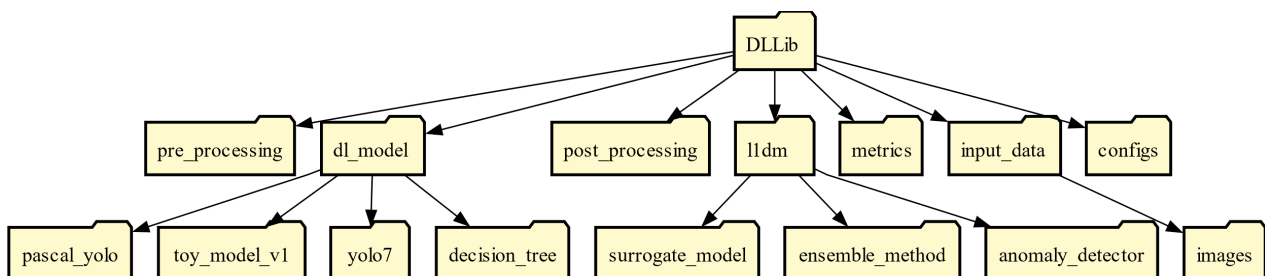 DLLib
pre_processing dl_model post_processing l1dm metrics input_data configs
pascal_yolo toy_model_v1 yolo7 decision_tree surrogate_model ensemble_method anomaly_detector images